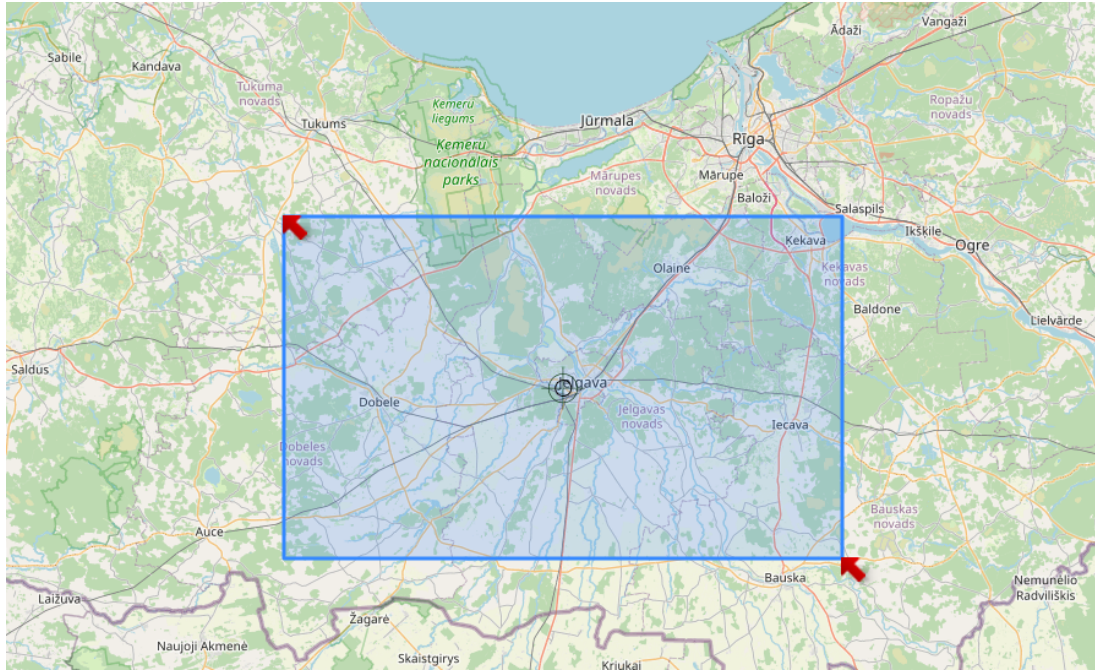 Sabile
Kandava
Tukuma
novads
Tukums
Ķemeru
liegums
Ķemeru
nacionālais
parks
Jūrmala
Rīga
Mārupe
Mārupes
novads
Baloži
Ādaži
Vangaži
Ropažu
novads
Salaspils
Ikšķile
Ogre
Ķekava
Ķekavas
novads
Olaine
Baldone
Lielvārde
Saldus
Dobele
Jelgava
Jelgavas
novads
Iecava
Dobeles
novads
Auce
Bauskas
novads
Bauska
Laižuva
Žagarė
Naujoji Akmenė
Skaistgirys
Kriukai
Nemunėlio
Radviliškis